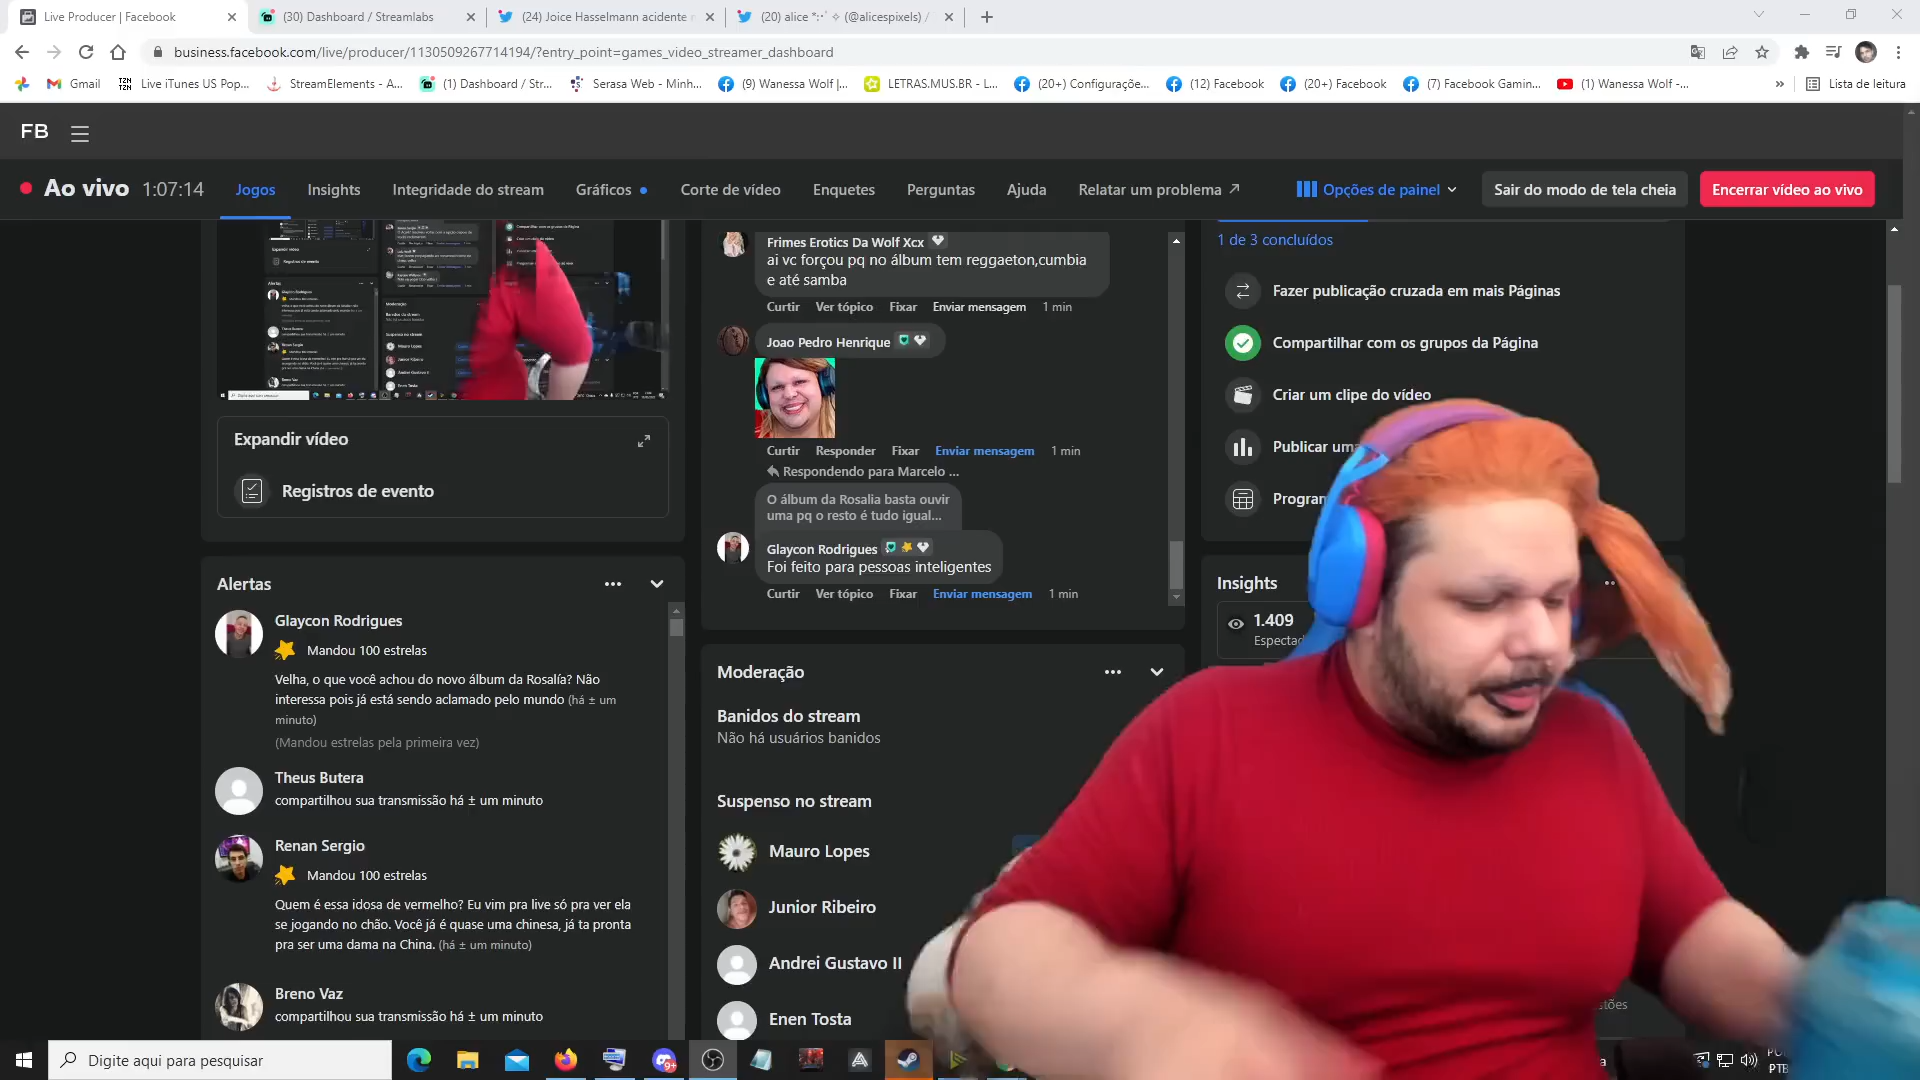 Live Producer | Facebook
(30) Dashboard / Streamlabs
(24) Joice Hasselmann acidente n
(20) alice *:･ﾟ✧ (@alicespixels) /
business.facebook.com/live/producer/1130509267714194/?entry_point=games_video_streamer_dashboard
Gmail
Live iTunes US Pop...
StreamElements - A...
(1) Dashboard / Str...
Serasa Web - Minh...
(9) Wanessa Wolf |...
LETRAS.MUS.BR - L...
(20+) Configuraçõe...
(12) Facebook
(20+) Facebook
(7) Facebook Gamin...
(1) Wanessa Wolf -...
»
Lista de leitura
FB
Ao vivo 1:07:14
Jogos
Insights
Integridade do stream
Gráficos
Corte de vídeo
Enquetes
Perguntas
Ajuda
Relatar um problema
Opções de painel
Sair do modo de tela cheia
Encerrar vídeo ao vivo
Expandir vídeo
Registros de evento
Alertas
Glaycon Rodrigues
Mandou 100 estrelas
Velha, o que você achou do novo álbum da Rosalía? Não
interessa pois já está sendo aclamado pelo mundo (há ± um
minuto)
(Mandou estrelas pela primeira vez)
Theus Butera
compartilhou sua transmissão há ± um minuto
Renan Sergio
Mandou 100 estrelas
Quem é essa idosa de vermelho? Eu vim pra live só pra ver ela
se jogando no chão. Você já é quase uma chinesa, já ta pronta
pra ser uma dama na China. (há ± um minuto)
Breno Vaz
compartilhou sua transmissão há ± um minuto
Frimes Erotics Da Wolf Xcx
ai vc forçou pq no álbum tem reggaeton,cumbia
e até samba
Curtir Ver tópico Fixar Enviar mensagem 1 min
Joao Pedro Henrique
Curtir Responder Fixar Enviar mensagem 1 min
Respondendo para Marcelo ...
O álbum da Rosalia basta ouvir
uma pq o resto é tudo igual...
Glaycon Rodrigues
Foi feito para pessoas inteligentes
Curtir Ver tópico Fixar Enviar mensagem 1 min
Moderação
Banidos do stream
Não há usuários banidos
Suspenso no stream
Mauro Lopes
Junior Ribeiro
Andrei Gustavo II
Enen Tosta
1 de 3 concluídos
Fazer publicação cruzada em mais Páginas
Compartilhar com os grupos da Página
Criar um clipe do vídeo
Publicar uma
Program
Insights
1.409
Espectad
stões
Digite aqui para pesquisar
9+
PTB